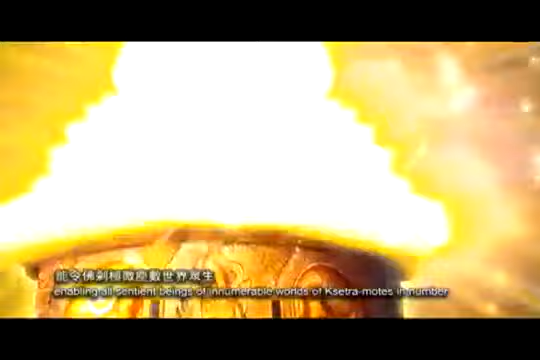 能令佛剎極微塵數世界眾生
enabling all sentient beings of innumerable worlds of Ksetra-motes in number